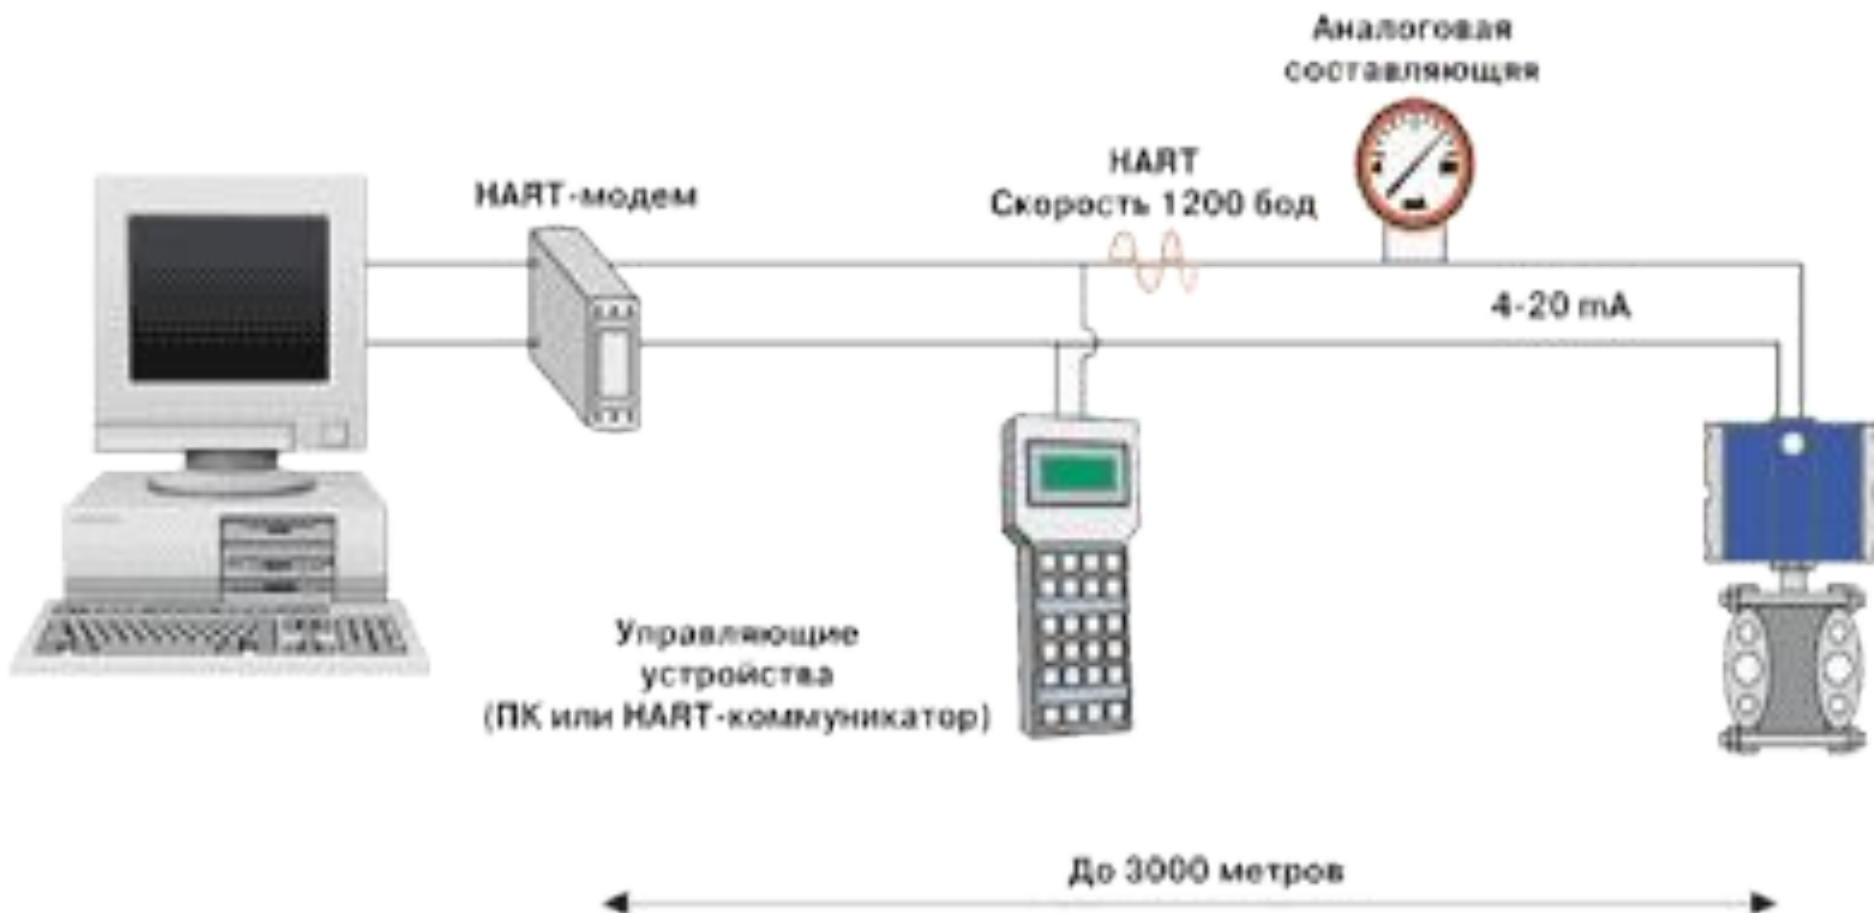 Аналоговая
составляющая
HART
Скорость 1200 бод
HART-модем
4-20 mA
Управляющие
устройства
(ПК или HART-коммуникатор)
До 3000 метров